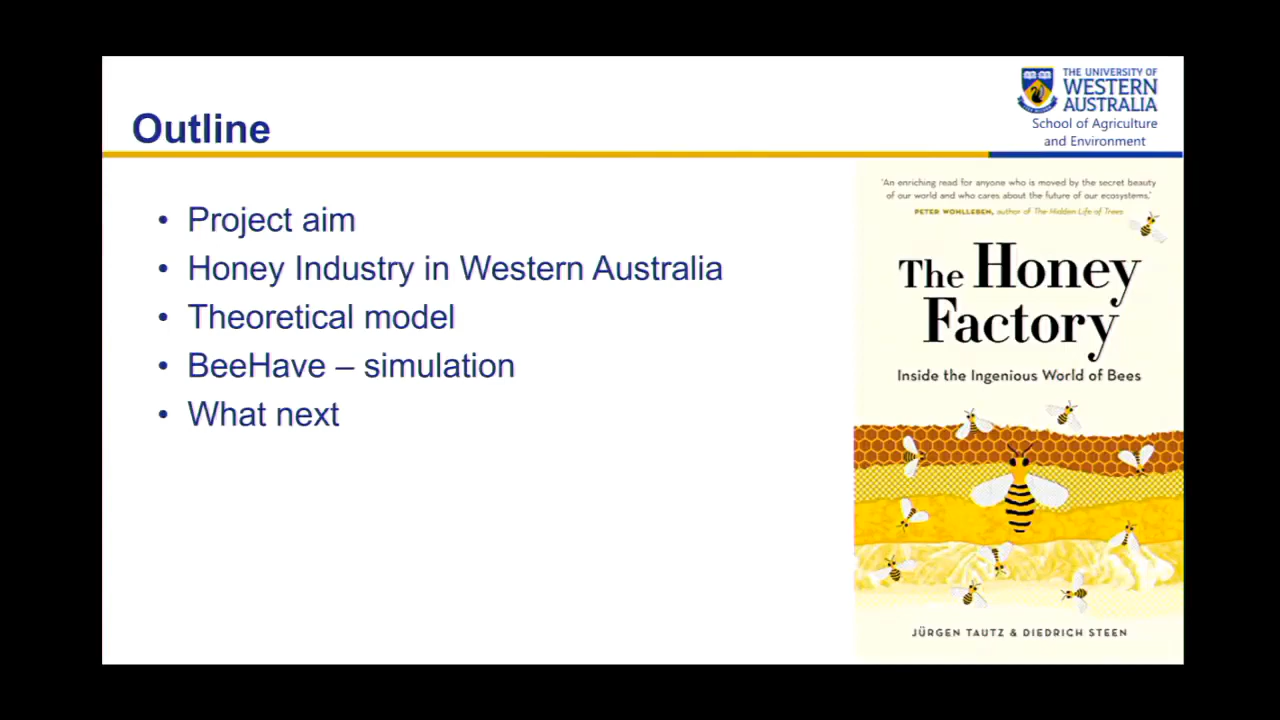 Outline
THE UNIVERSITY OF
WESTERN
AUSTRALIA
School of Agriculture
and Environment
• Project aim
• Honey Industry in Western Australia
• Theoretical model
• BeeHave – simulation
• What next
'An enriching read for anyone who is moved by the secret beauty
of our world and who cares about the future of our ecosystems.'
PETER WOHLLEBEN, author of The Hidden Life of Trees
The Honey
Factory
Inside the Ingenious World of Bees
JÜRGEN TAUTZ & DIEDRICH STEEN